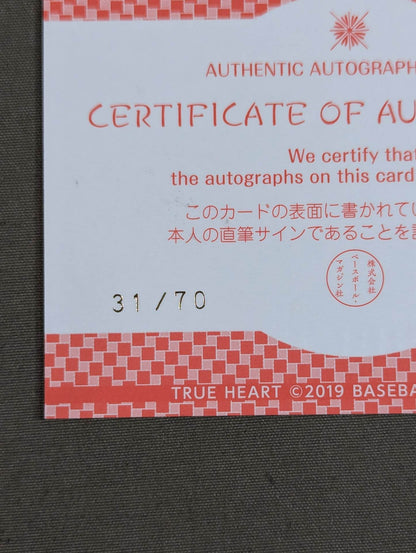 AUTHENTIC AUTOGRAPH
CERTIFICATE OF AU
We certify that
the autographs on this card
このカードの表面に書かれてい
本人の直筆サインであることを
株式会社
ベースボール・
マガジン社
31/70
TRUE HEART ©2019 BASEBA